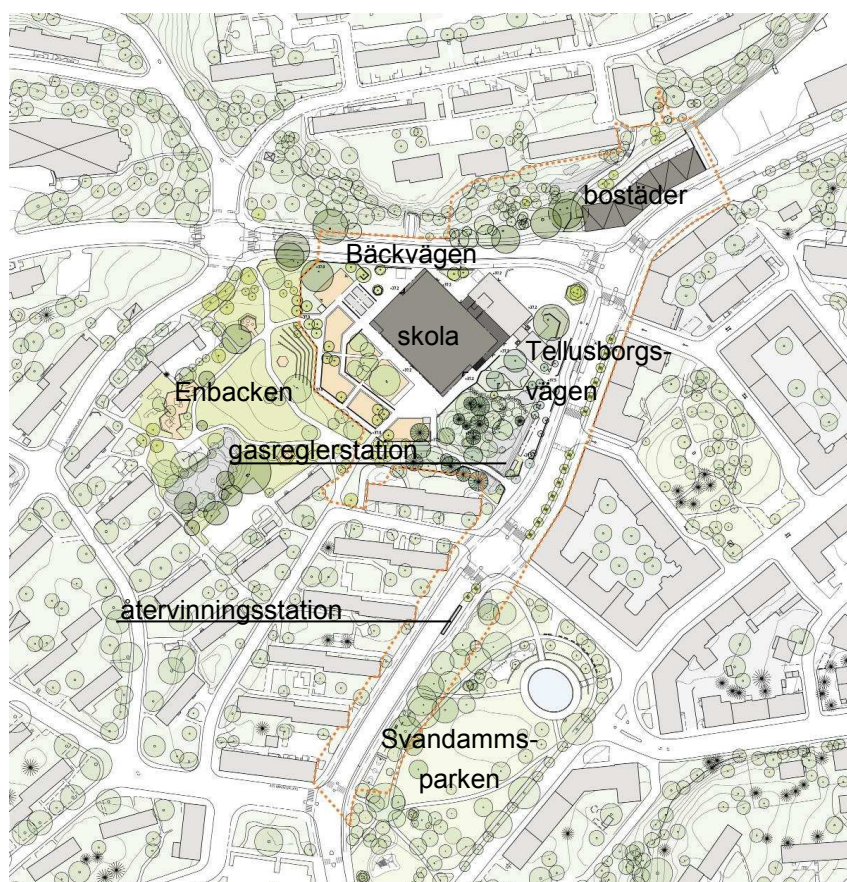 bostäder
Bäckvägen
skola
Tellusborgs-
vägen
Enbacken
gasreglerstation
återvinningsstation
Svandamms-
parken